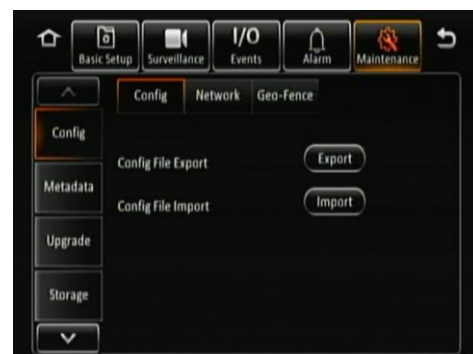 I/O
Basic Setup Surveillance Events Alarm Maintenance
Config Network Geo-Fence
Config
Config File Export Export
Metadata
Config File Import Import
Upgrade
Storage